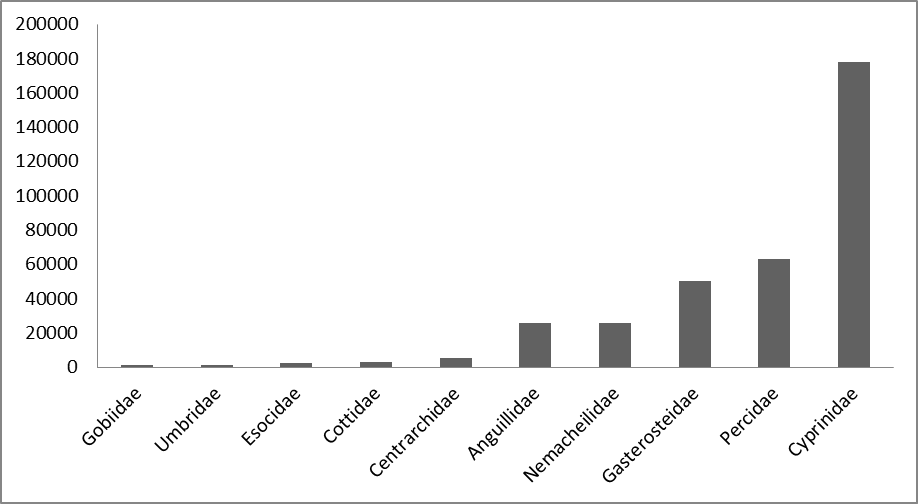 200000
180000
160000
140000
120000
100000
80000
60000
40000
20000
0
Gobiidae
Umbridae
Esocidae
Cottidae
Centrarchidae
Anguillidae
Nemacheilidae
Gasterosteidae
Percidae
Cyprinidae